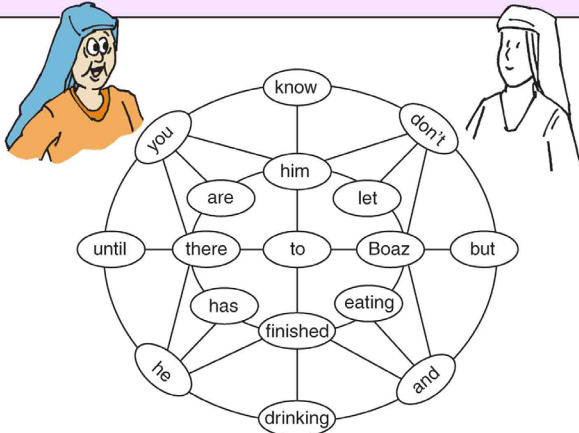 know
you
don't
him
are
let
until there to Boaz but
has
eating
finished
he
and
drinking